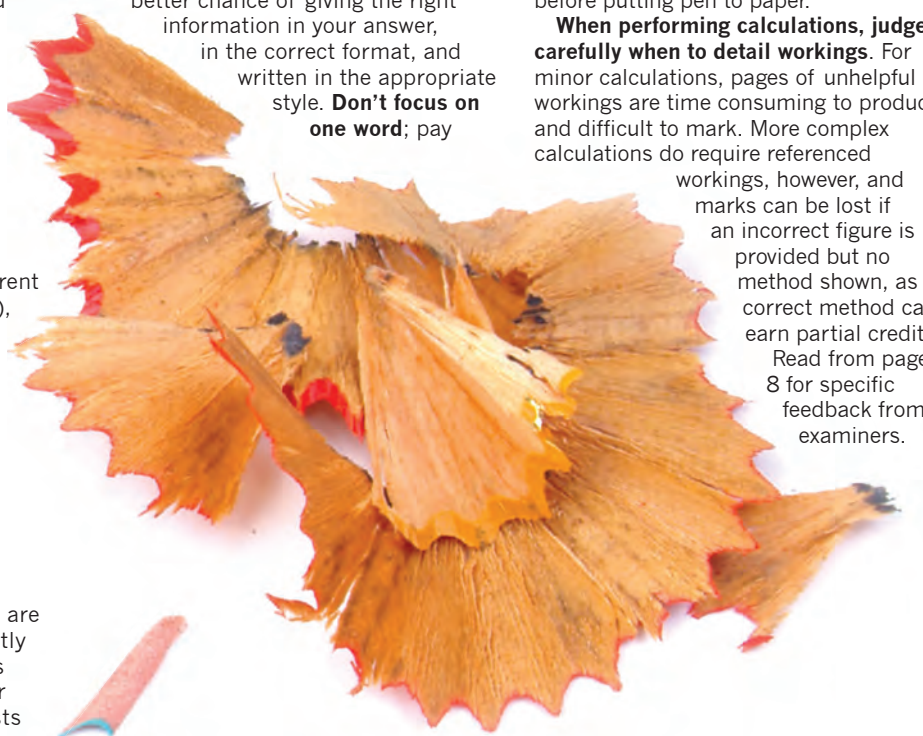 better chance of giving the right
information in your answer,
in the correct format, and
written in the appropriate
style. Don’t focus on
one word; pay
before putting pen to paper.
When performing calculations, judge
carefully when to detail workings. For
minor calculations, pages of unhelpful
workings are time consuming to produc
and difficult to mark. More complex
calculations do require referenced
workings, however, and
marks can be lost if
an incorrect figure is
provided but no
method shown, as
correct method ca
earn partial credit
Read from page
8 for specific
feedback from
examiners.
rent
),
are
tly
s
r
sts